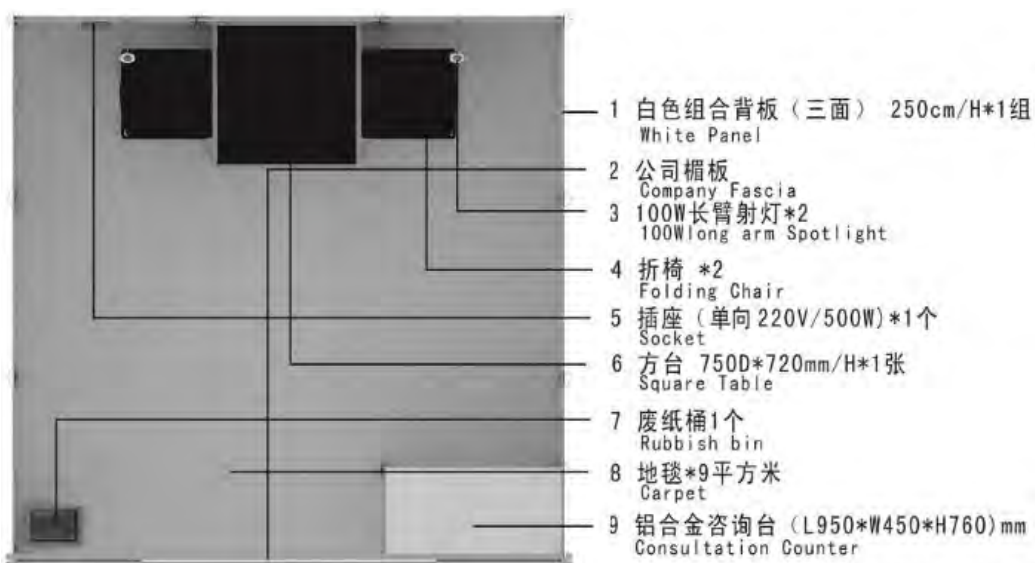 1 白色组合背板（三面） 250cm/H*1组
White Panel
2 公司楣板
Company Fascia
3 100W长臂射灯*2
100Wlong arm Spotlight
4 折椅 *2
Folding Chair
5 插座（单向220V/500W)*1个
Socket
6 方台 750D*720mm/H*1张
Square Table
7 废纸桶1个
Rubbish bin
8 地毯*9平方米
Carpet
9 铝合金咨询台（L950*W450*H760)mm
Consultation Counter